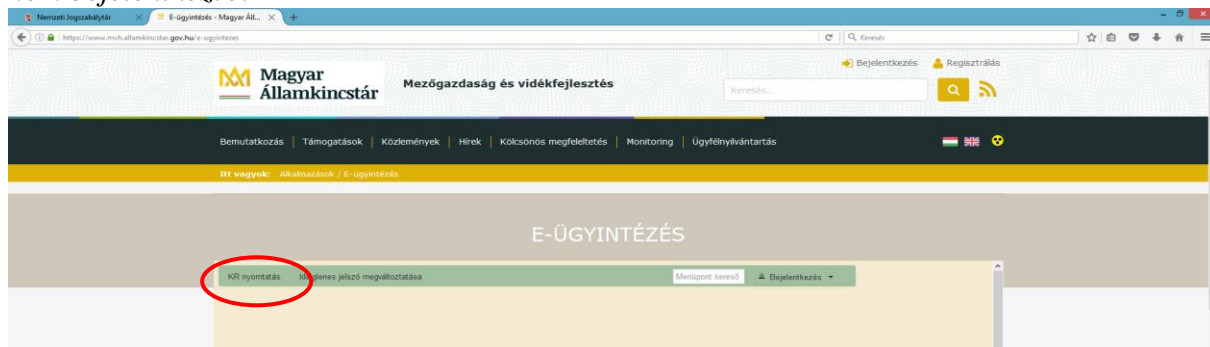 Nemzeti Jogszabálytár
E-ügyintézés - Magyar Áll...
https://www.mvh.allamkincstar.gov.hu/e-ugyintezes
Keresés
Magyar
Államkincstár
Mezőgazdaság és vidékfejlesztés
Bejelentkezés
Regisztrálás
Keresés...
Bemutatkozás | Támogatások | Közlemények | Hírek | Kölcsönös megfeleltetés | Monitoring | Ügyfélnyilvántartás
Itt vagyok: Alkalmazások / E-ügyintézés
E-ÜGYINTÉZÉS
KR nyomtatás
Ideiglenes jelszó megváltoztatása
Menüpont kereső
Bejelentkezés